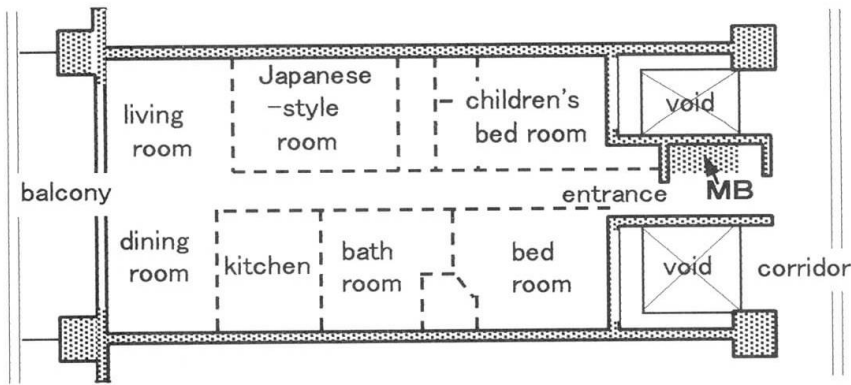 living
room
Japanese
-style
room
children's
bed room
void
balcony
entrance
MB
dining
room
kitchen
bath
room
bed
room
void
corridor